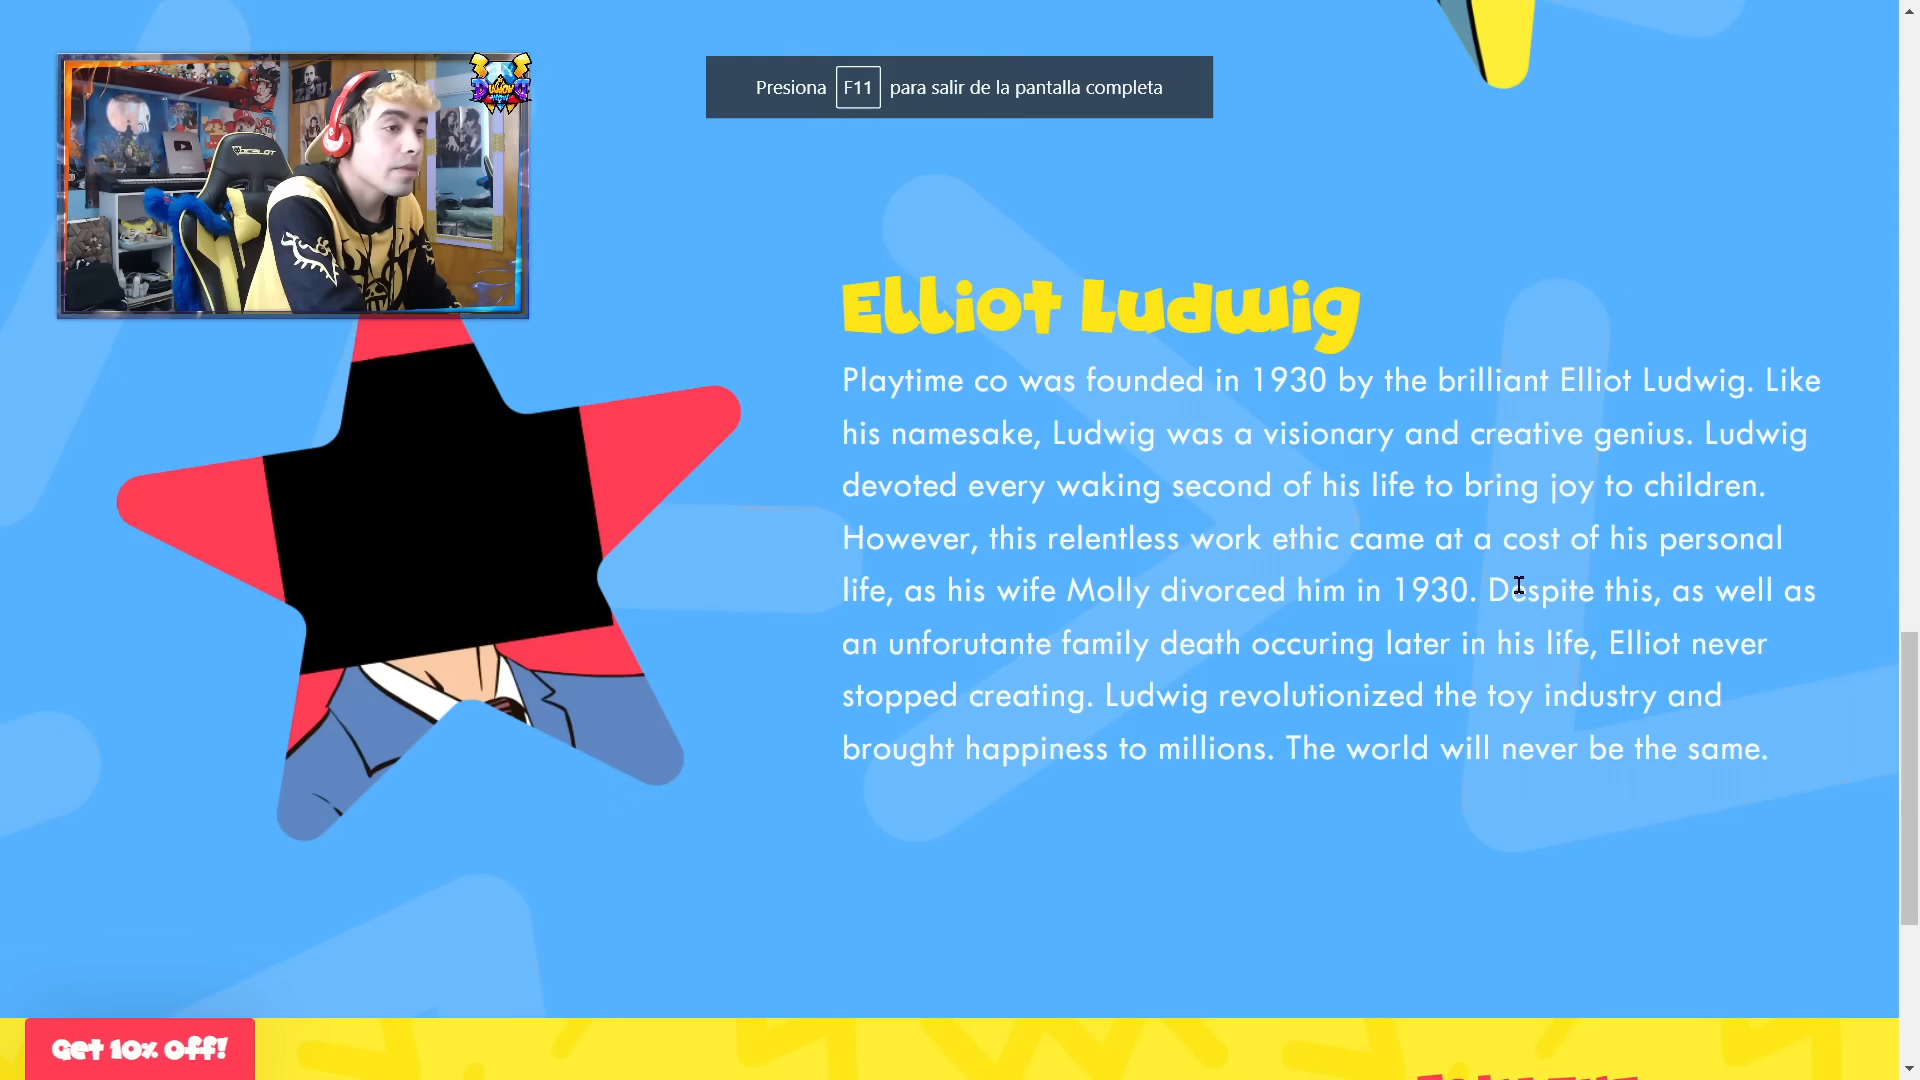 Presiona F11 para salir de la pantalla completa
OCELOT
Elliot Ludwig
Playtime co was founded in 1930 by the brilliant Elliot Ludwig. Like
his namesake, Ludwig was a visionary and creative genius. Ludwig
devoted every waking second of his life to bring joy to children.
However, this relentless work ethic came at a cost of his personal
life, as his wife Molly divorced him in 1930. Despite this, as well as
an unforutante family death occuring later in his life, Elliot never
stopped creating. Ludwig revolutionized the toy industry and
brought happiness to millions. The world will never be the same.
Get 10% Off!